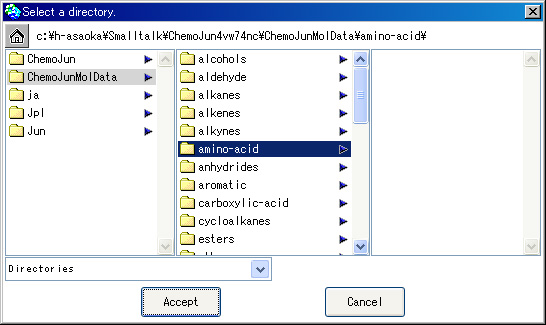 Select a directory.
c:¥h-asaoka¥Smalltalk¥ChemoJun4vw74nc¥ChemoJunMolData¥amino-acid¥
ChemoJun
ChemoJunMolData
ja
Jpl
Jun
alcohols
aldehyde
alkanes
alkenes
alkynes
amino-acid
anhydrides
aromatic
carboxylic-acid
cycloalkanes
esters
Directories
Accept
Cancel